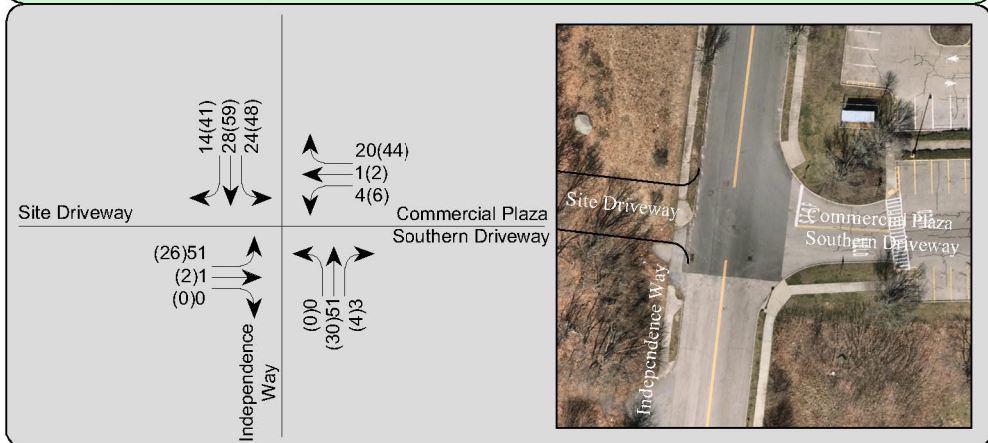 14(41)
28(59)
24(48)
20(44)
1(2)
4(6)
Site Driveway
Commercial Plaza
Southern Driveway
(26)51
(2)1
(0)0
(0)0
(30)51
(4)3
Independence
Way
Site Driveway
Commercial Plaza
Southern Driveway
Independence Way